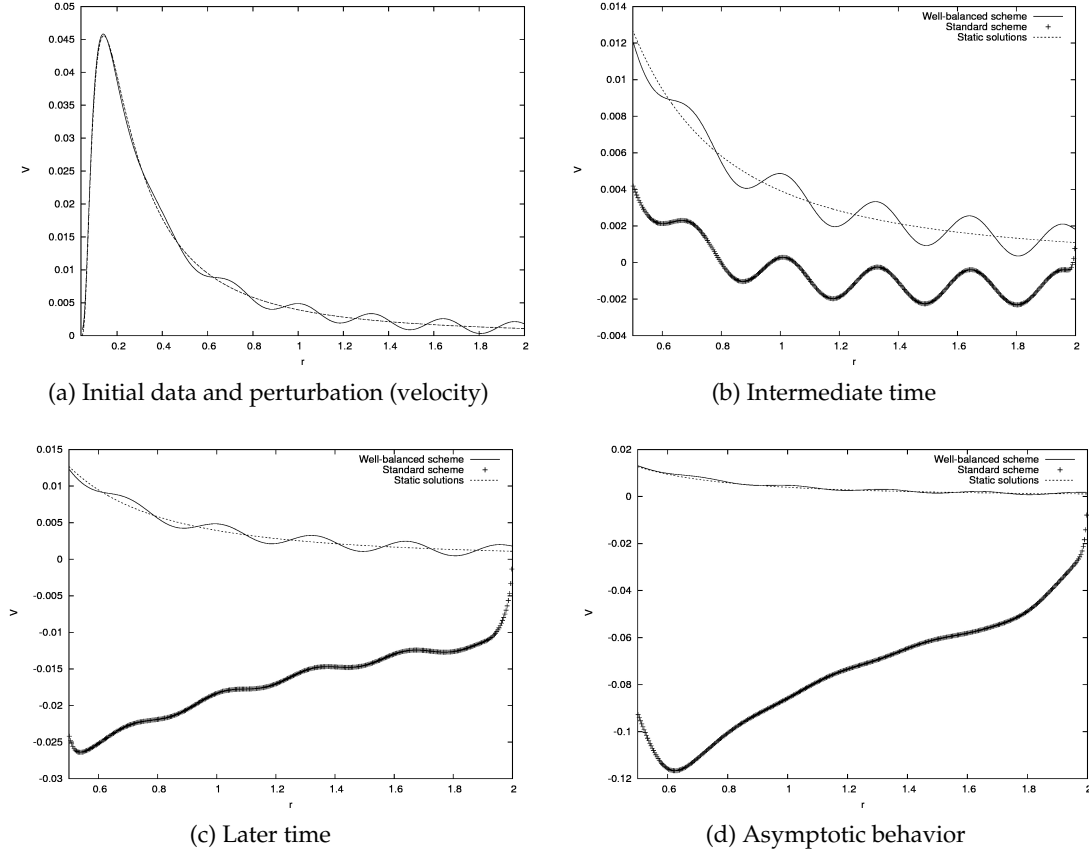 0.05
0.045
0.04
0.035
0.03
0.025
0.02
0.015
0.01
0.005
0
V
0.2 0.4 0.6 0.8 1 1.2 1.4 1.6 1.8 2
r
(a) Initial data and perturbation (velocity)
0.014
0.012
0.01
0.008
0.006
0.004
0.002
0
-0.002
-0.004
V
Well-balanced scheme
Standard scheme
Static solutions
0.6 0.8 1 1.2 1.4 1.6 1.8 2
r
(b) Intermediate time
0.015
0.01
0.005
0
-0.005
-0.01
-0.015
-0.02
-0.025
-0.03
V
Well-balanced scheme
Standard scheme
Static solutions
0.6 0.8 1 1.2 1.4 1.6 1.8 2
r
(c) Later time
0.02
0
-0.02
-0.04
-0.06
-0.08
-0.1
-0.12
V
Well-balanced scheme
Standard scheme
Static solutions
0.6 0.8 1 1.2 1.4 1.6 1.8 2
r
(d) Asymptotic behavior